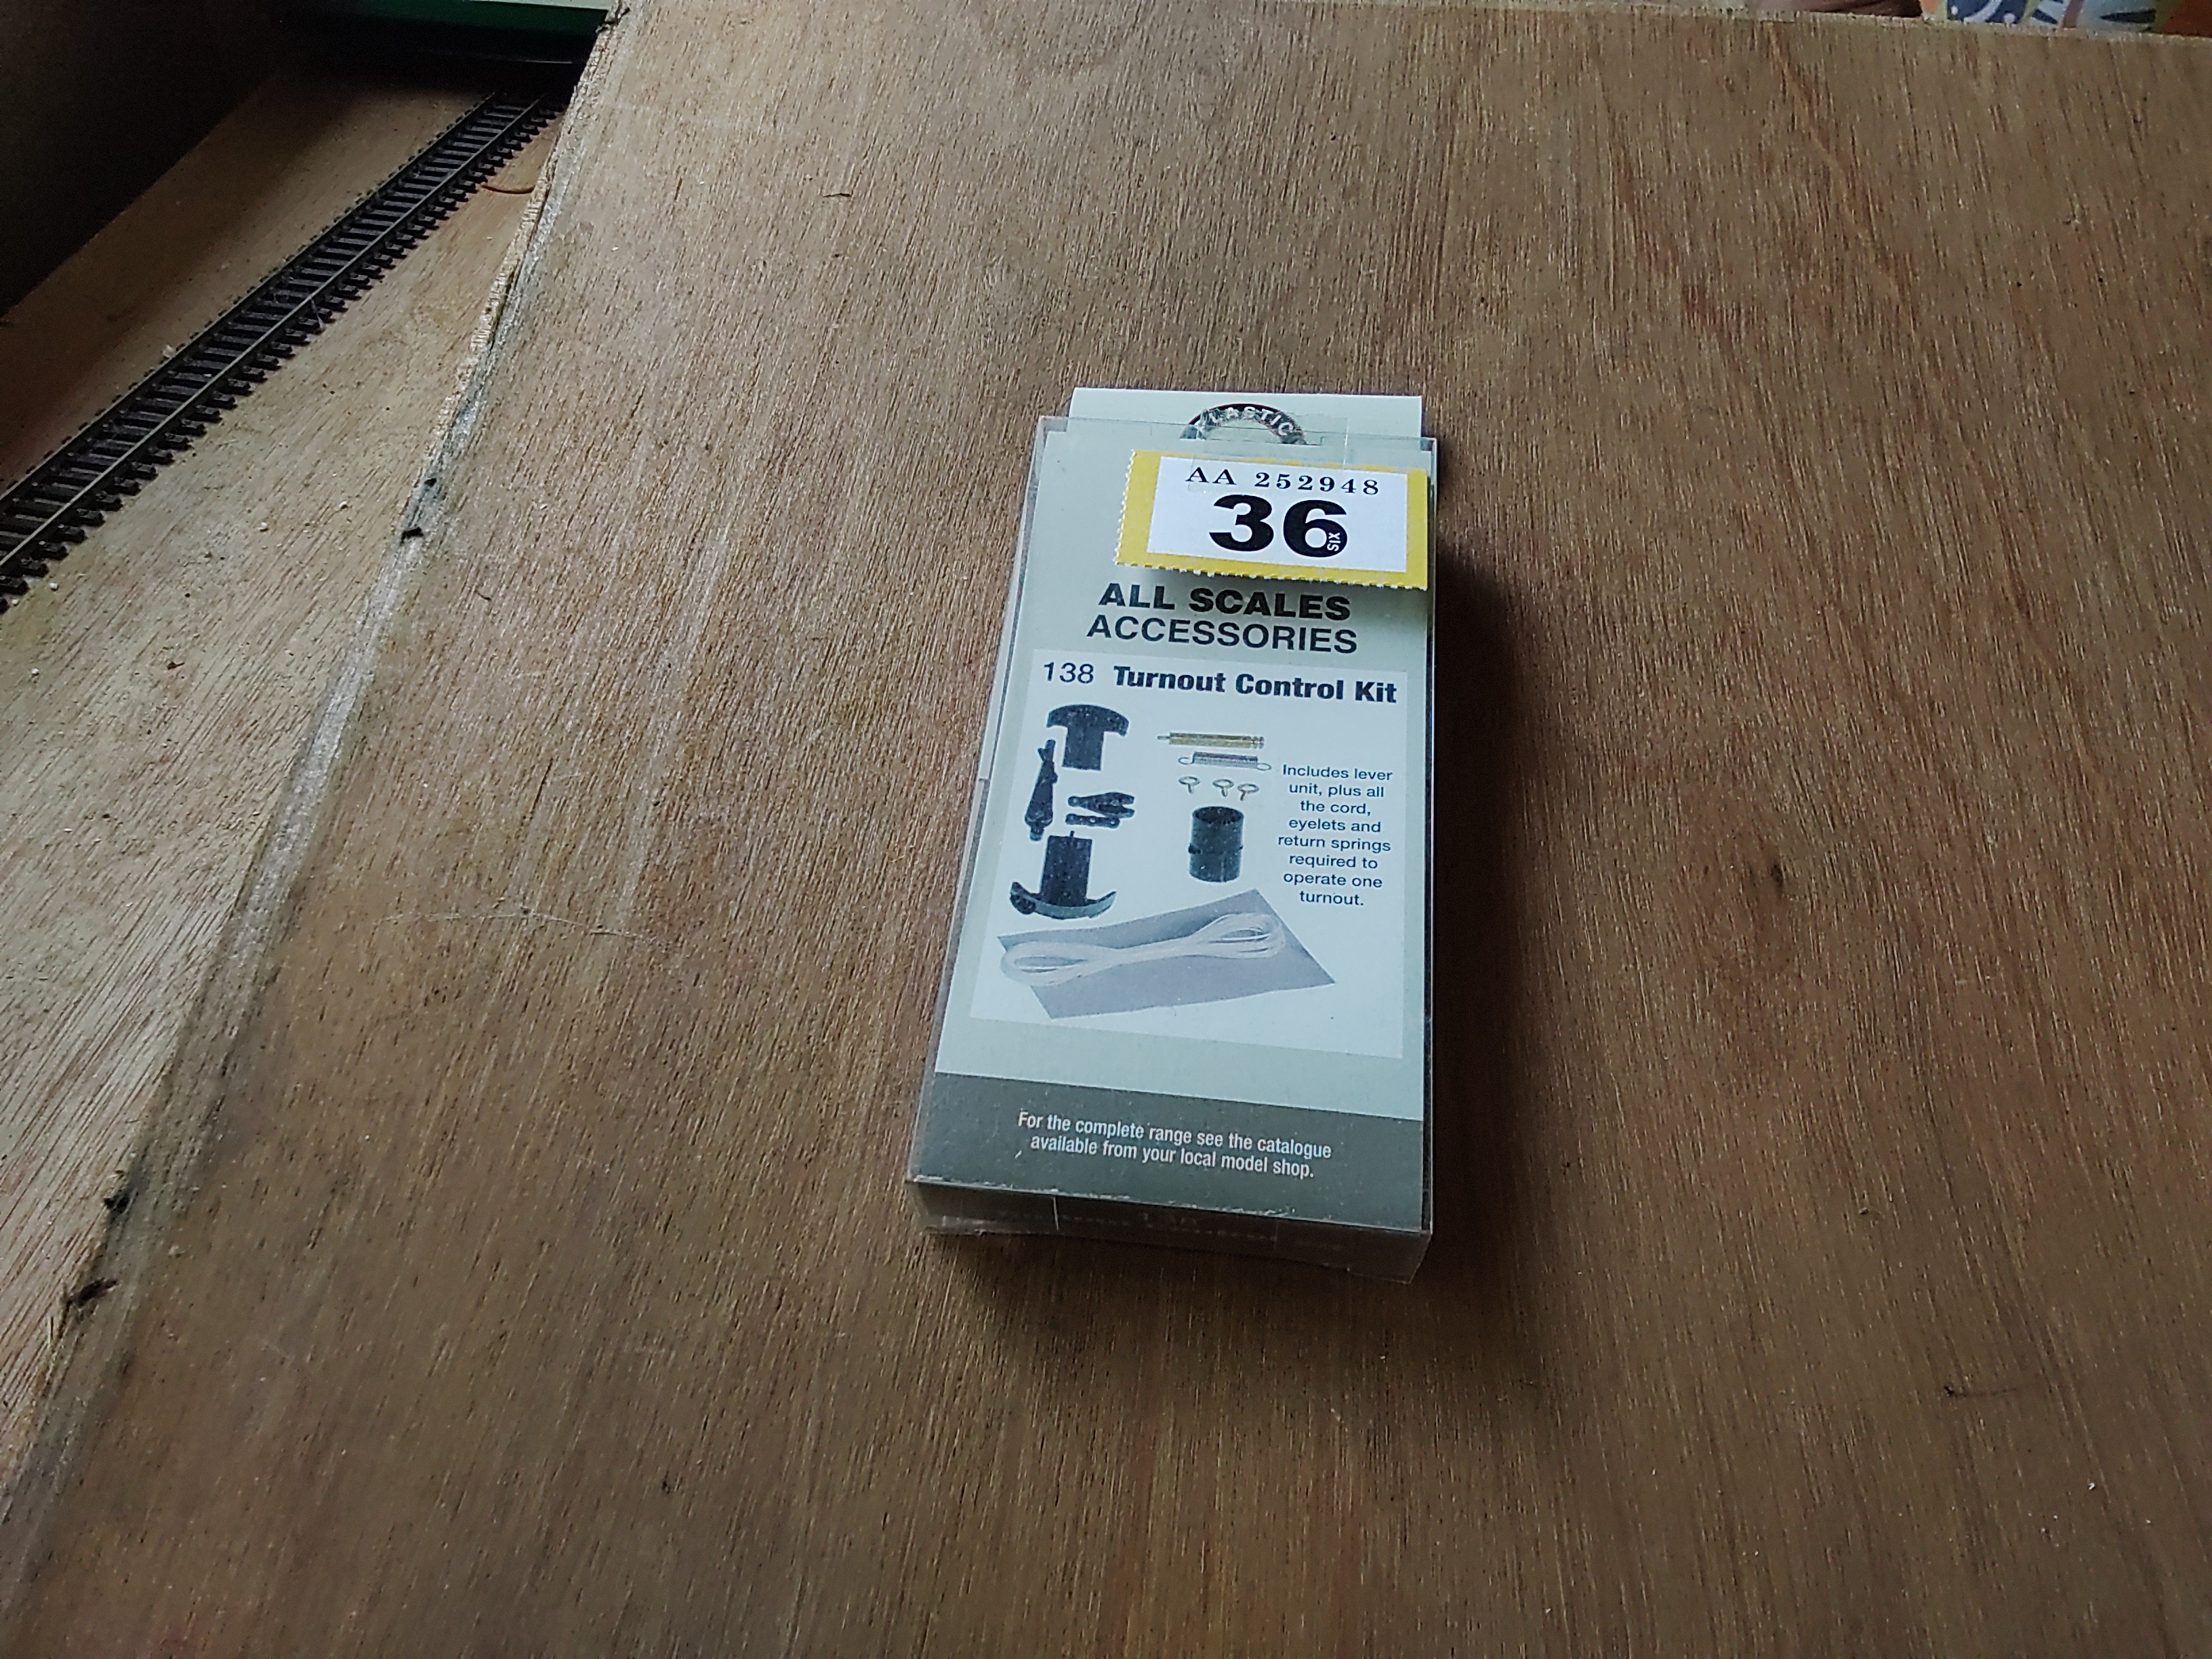 LASTIC
AA 252948
36
SIX
ALL SCALES
ACCESSORIES
138 Turnout Control Kit
Includes lever
unit, plus all
the cord,
eyelets and
return springs
required to
operate one
turnout.
For the complete range see the catalogue
available from your local model shop.